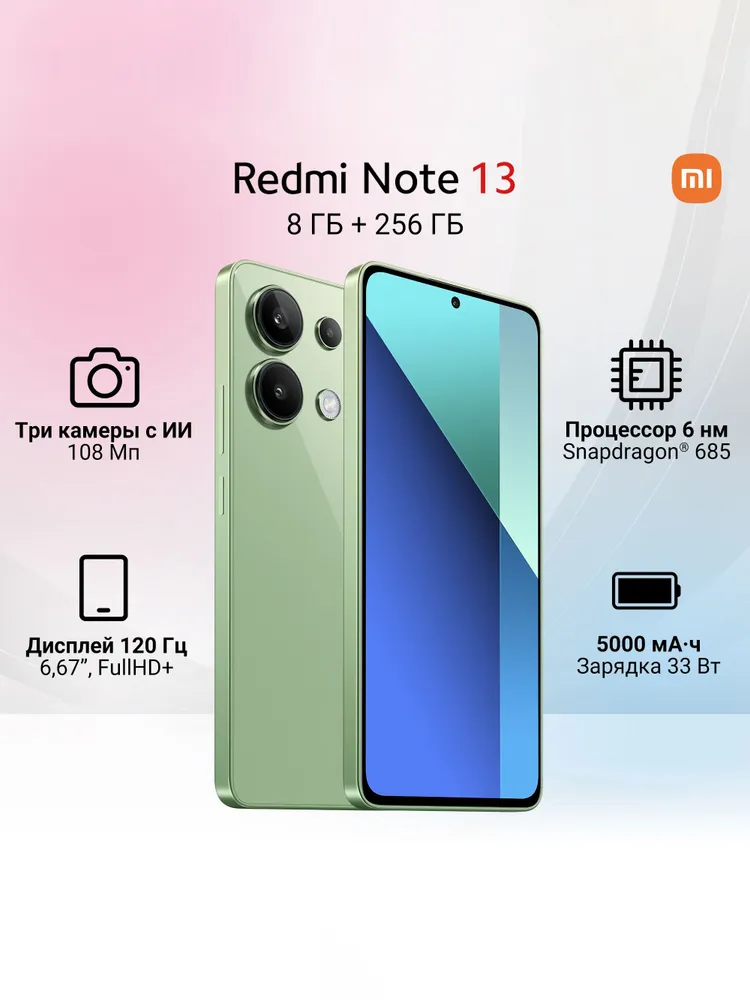 Redmi Note 13
8 ГБ + 256 ГБ
mi
Три камеры с ИИ
108 Мп
Процессор 6 нм
Snapdragon® 685
Дисплей 120 Гц
6,67”, FullHD+
5000 мА·ч
Зарядка 33 Вт